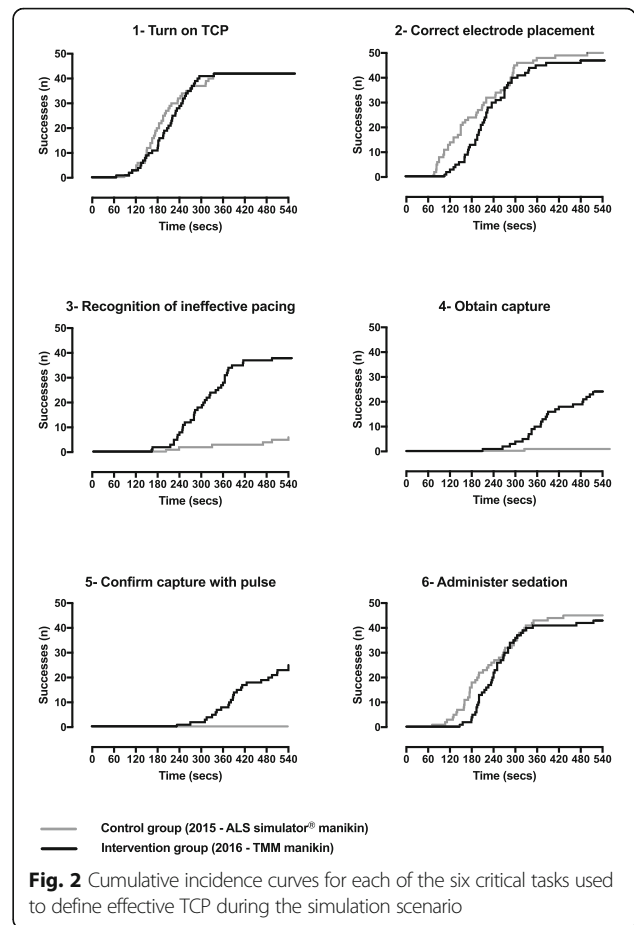 1- Turn on TCP
Successes (n)
50
40
30
20
10
0
0 60 120 180 240 300 360 420 480 540
Time (secs)
2- Correct electrode placement
Successes (n)
50
40
30
20
10
0
0 60 120 180 240 300 360 420 480 540
Time (secs)
3- Recognition of ineffective pacing
Successes (n)
50
40
30
20
10
0
0 60 120 180 240 300 360 420 480 540
Time (secs)
4- Obtain capture
Successes (n)
50
40
30
20
10
0
0 60 120 180 240 300 360 420 480 540
Time (secs)
5- Confirm capture with pulse
Successes (n)
50
40
30
20
10
0
0 60 120 180 240 300 360 420 480 540
Time (secs)
6- Administer sedation
Successes (n)
50
40
30
20
10
0
0 60 120 180 240 300 360 420 480 540
Time (secs)
Control group (2015 - ALS simulator® manikin)
Intervention group (2016 - TMM manikin)
Fig. 2 Cumulative incidence curves for each of the six critical tasks used
to define effective TCP during the simulation scenario